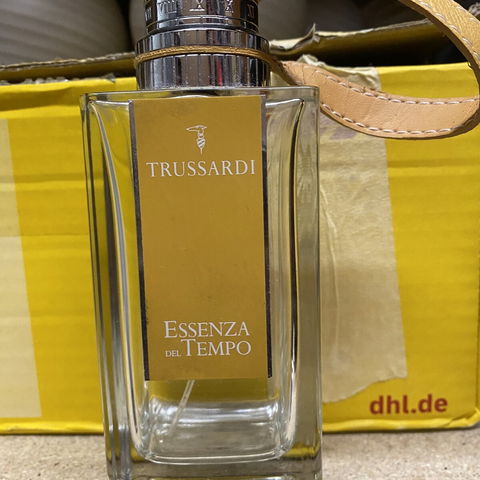 TRUSSARDI
ESSENZA
DEL TEMPO
dhl.de